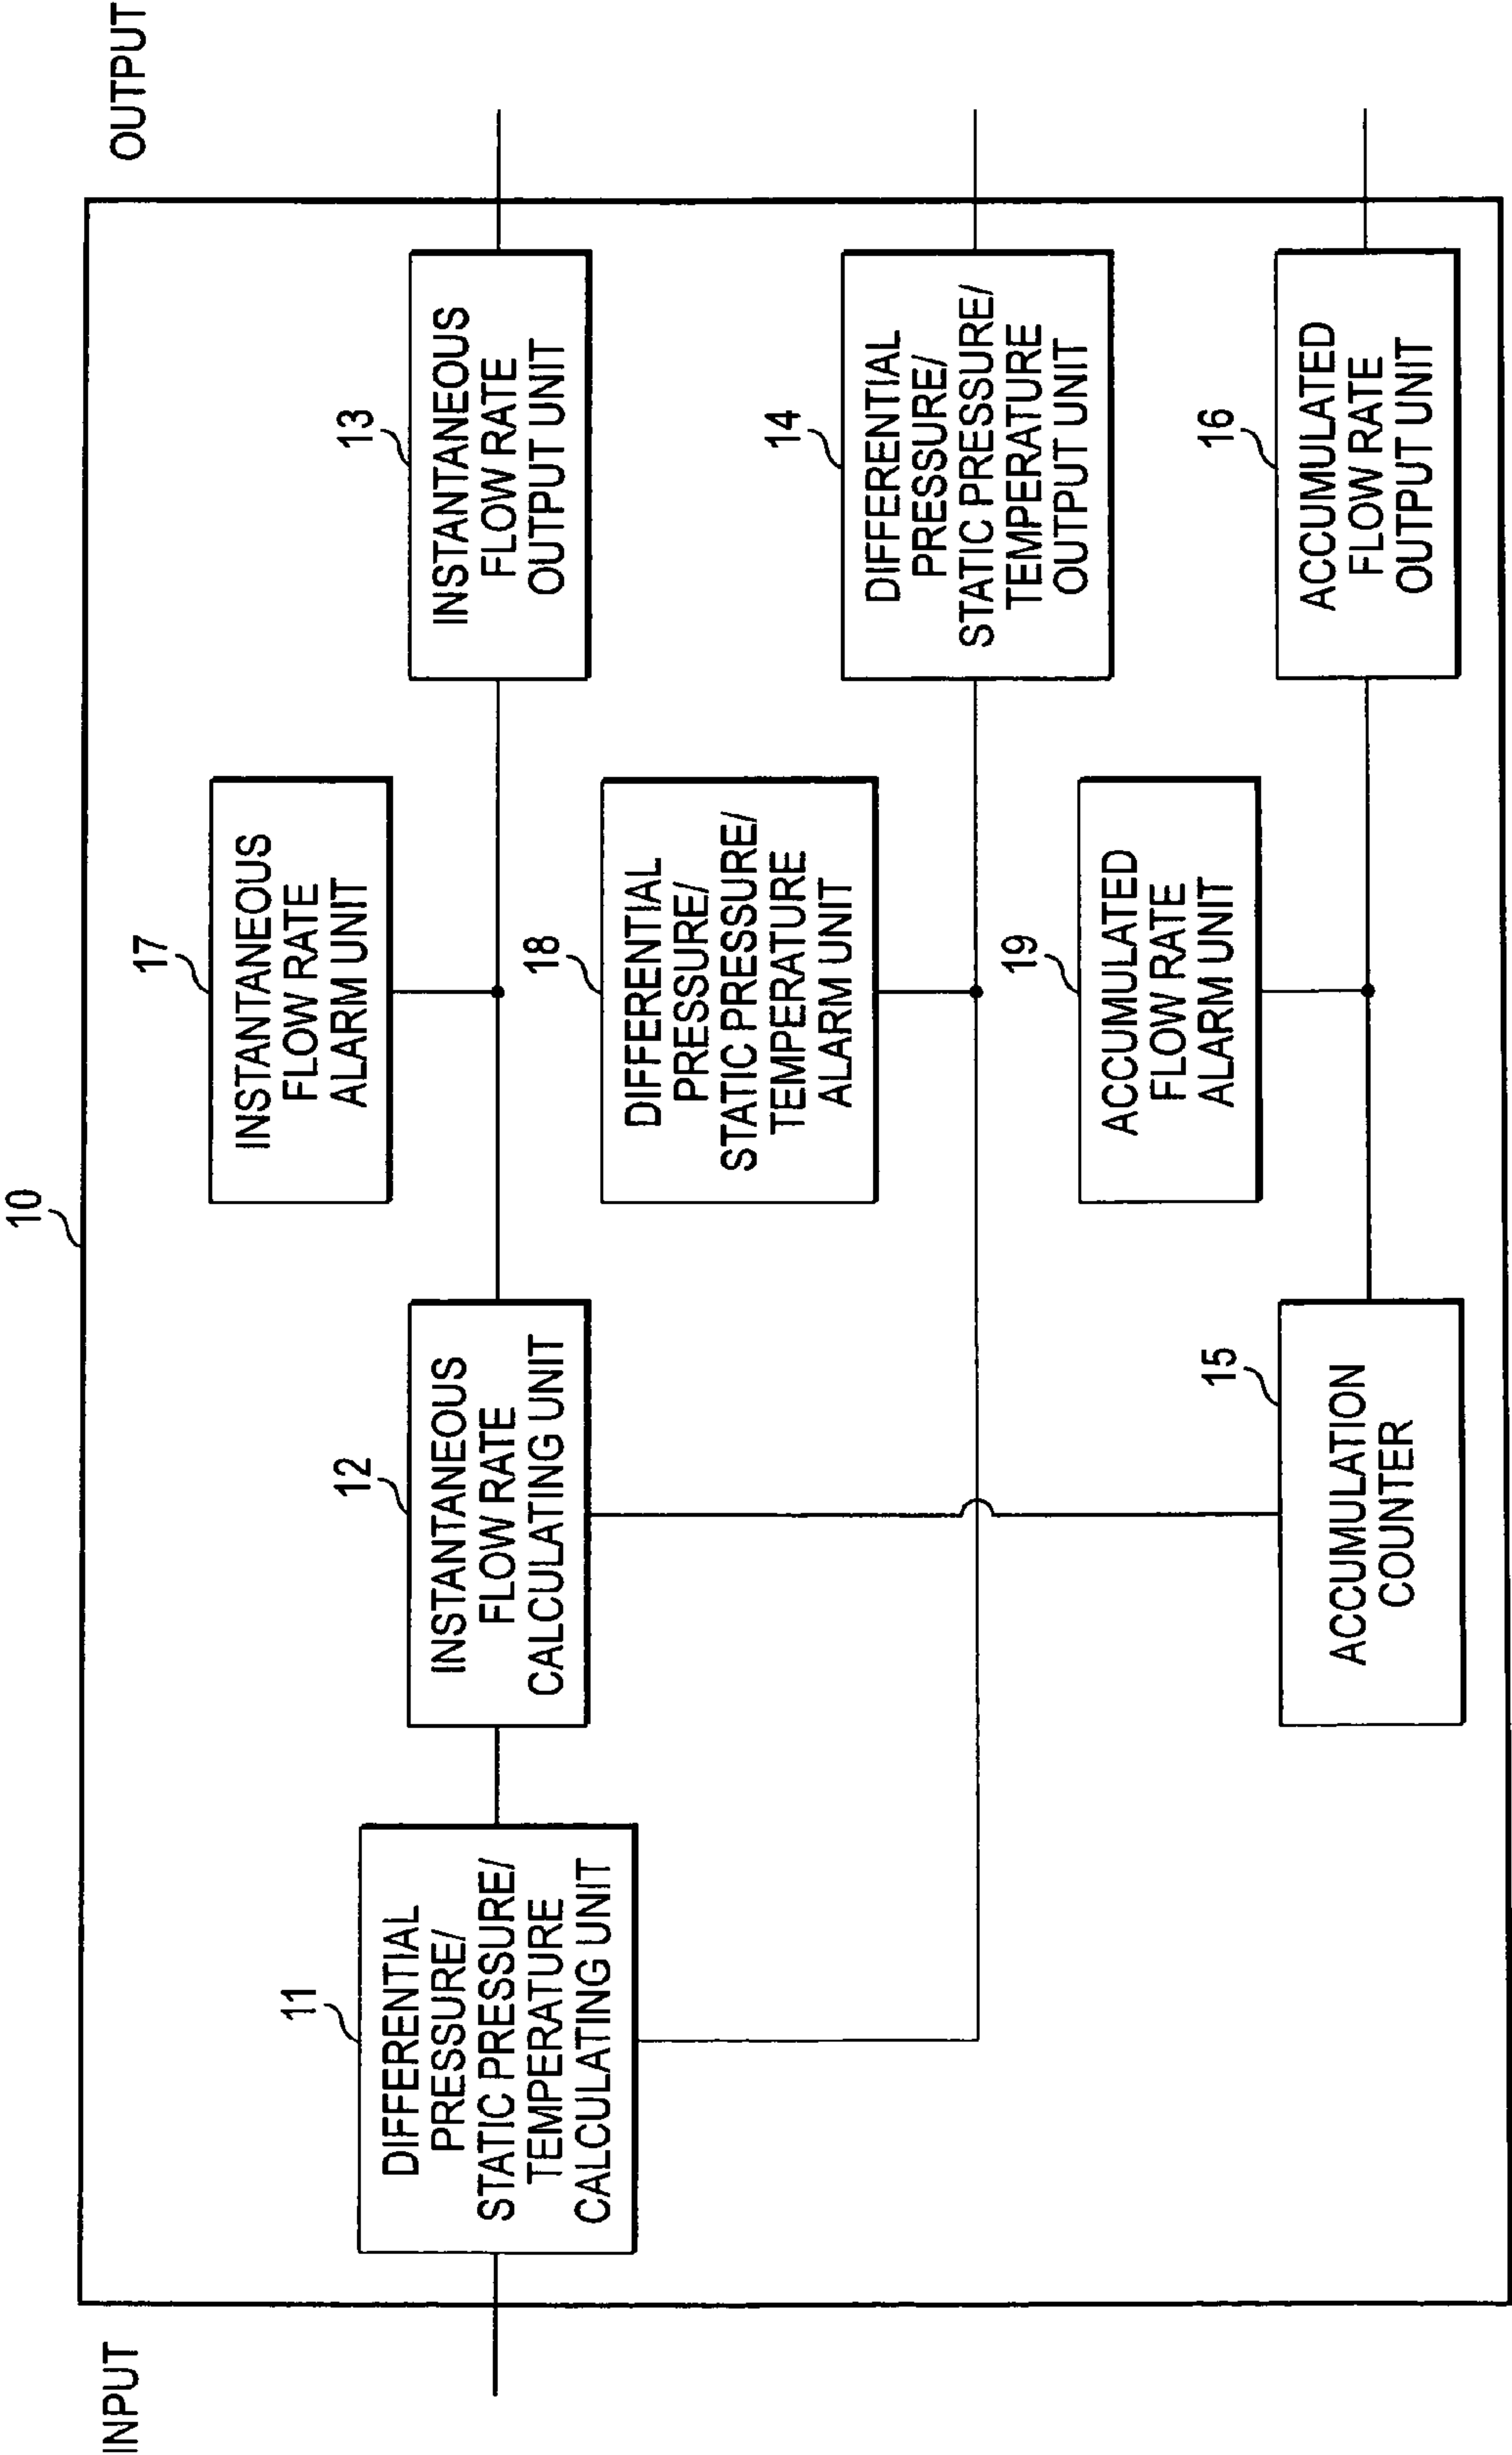 INPUT
OUTPUT
10
11
DIFFERENTIAL
PRESSURE/
STATIC PRESSURE/
TEMPERATURE
CALCULATING UNIT
12
INSTANTANEOUS
FLOW RATE
CALCULATING UNIT
17
INSTANTANEOUS
FLOW RATE
ALARM UNIT
13
INSTANTANEOUS
FLOW RATE
OUTPUT UNIT
18
DIFFERENTIAL
PRESSURE/
STATIC PRESSURE/
TEMPERATURE
ALARM UNIT
14
DIFFERENTIAL
PRESSURE/
STATIC PRESSURE/
TEMPERATURE
OUTPUT UNIT
15
ACCUMULATION
COUNTER
19
ACCUMULATED
FLOW RATE
ALARM UNIT
16
ACCUMULATED
FLOW RATE
OUTPUT UNIT